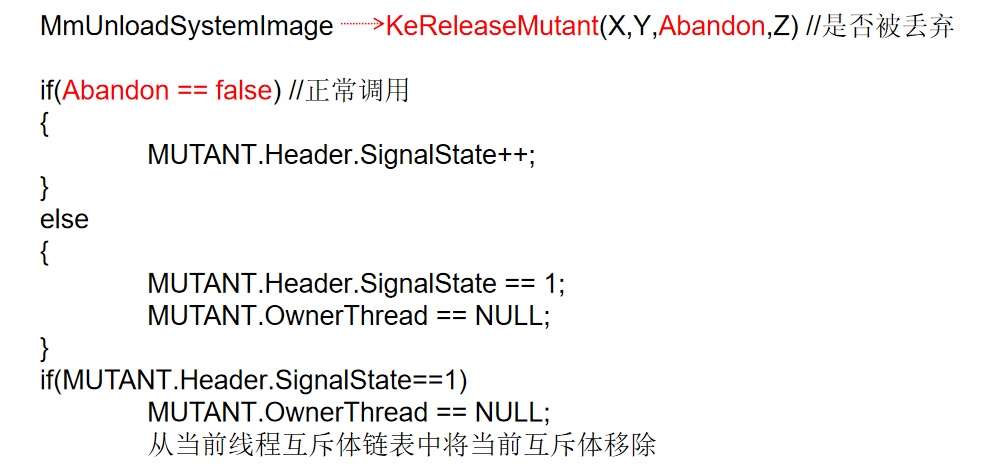 MmUnloadSystemImage KeReleaseMutant(X,Y,Abandon,Z) //是否被丢弃
if(Abandon == false) //正常调用
{
MUTANT.Header.SignalState++;
}
else
{
MUTANT.Header.SignalState == 1;
MUTANT.OwnerThread == NULL;
}
if(MUTANT.Header.SignalState==1)
MUTANT.OwnerThread == NULL;
从当前线程互斥体链表中将当前互斥体移除